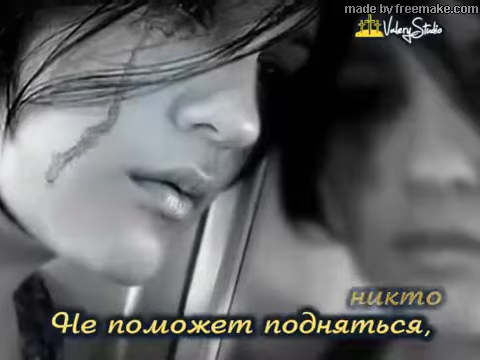 made by freemake.com
Valery Studio
никто
Не поможет подняться,